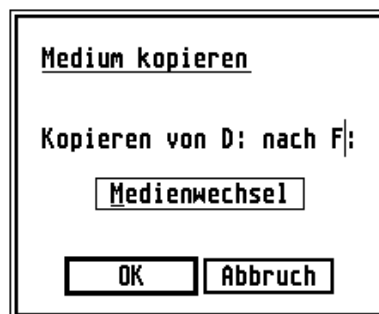 Medium kopieren
Kopieren von D: nach F:
Medienwechsel
OK Abbruch